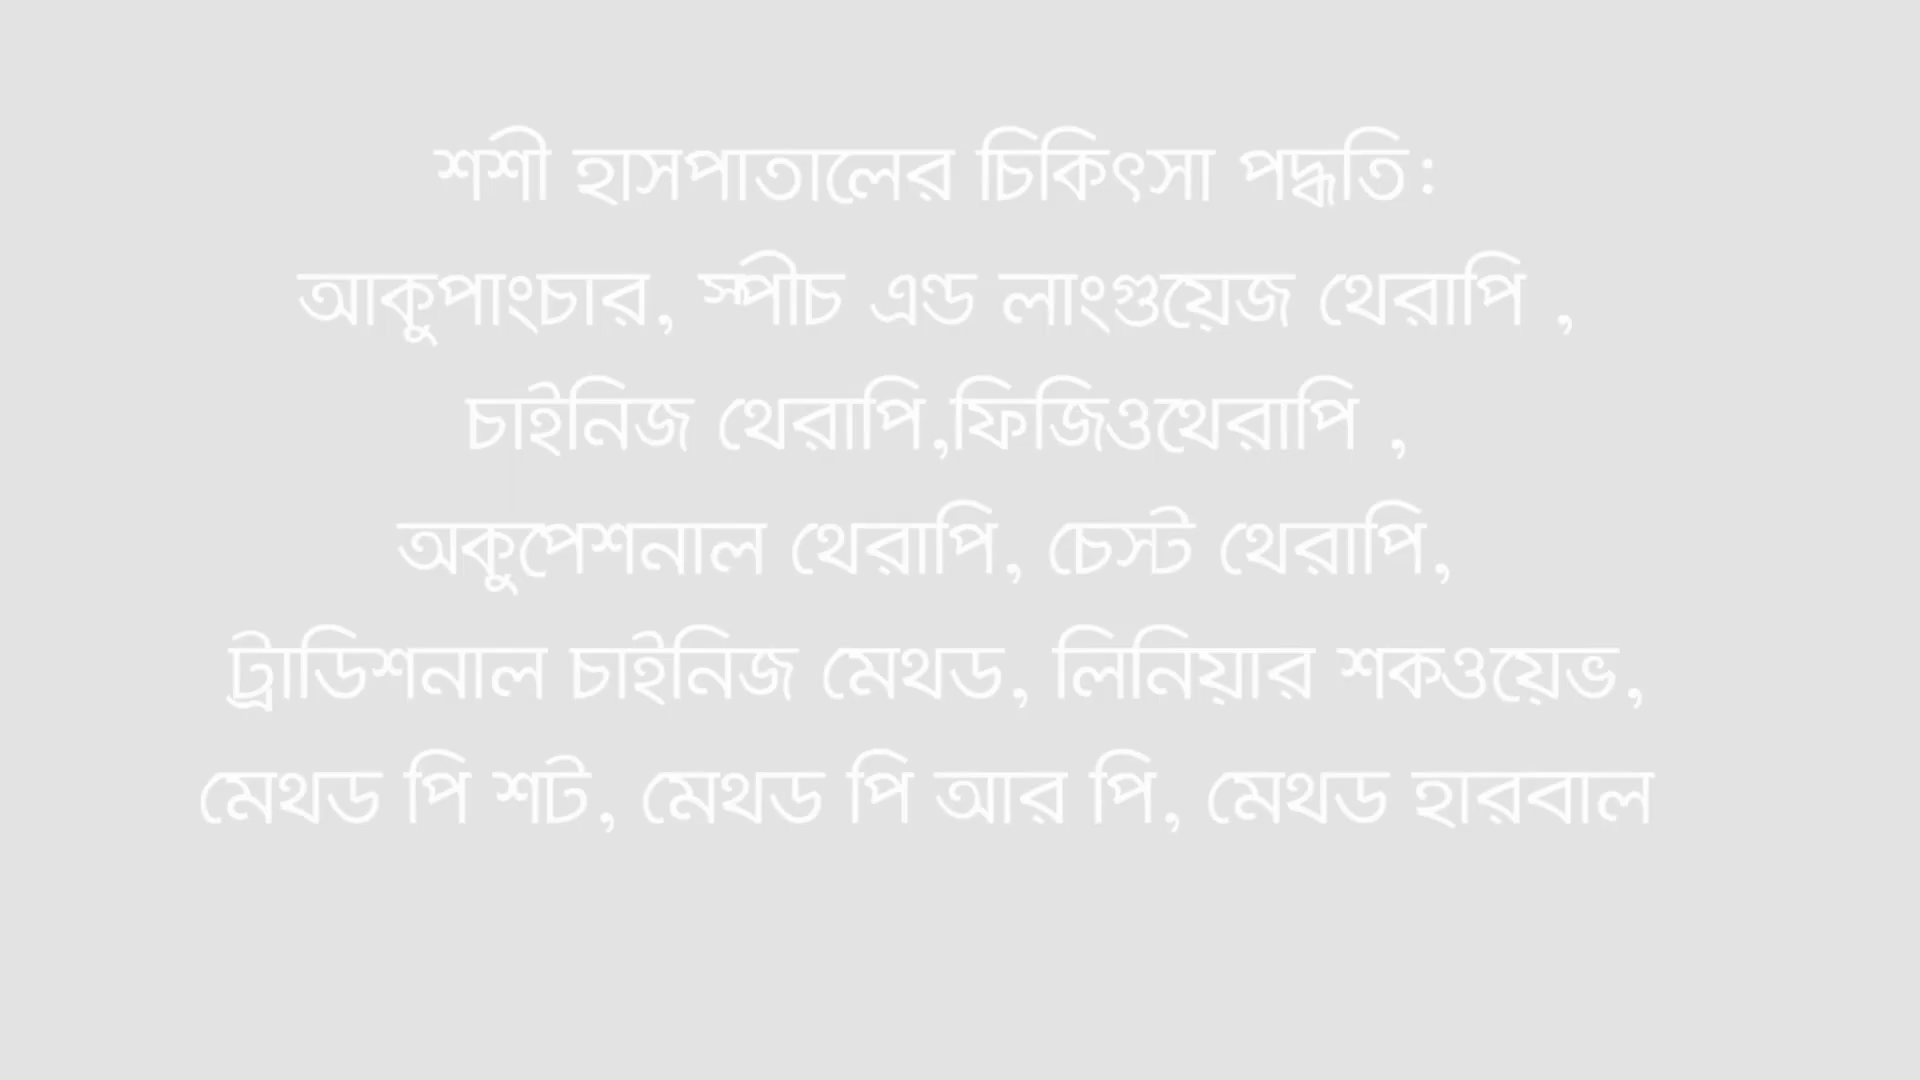 শশী হাসপাতালের চিকিৎসা পদ্ধতি:
আকুপাংচার, স্পীচ এন্ড লাংগুয়েজ থেরাপি ,
চাইনিজ থেরাপি,ফিজিওথেরাপি ,
অকুপেশনাল থেরাপি, চেস্ট থেরাপি,
ট্রাডিশনাল চাইনিজ মেথড, লিনিয়ার শকওয়েভ,
মেথড পি শট, মেথড পি আর পি, মেথড হারবাল